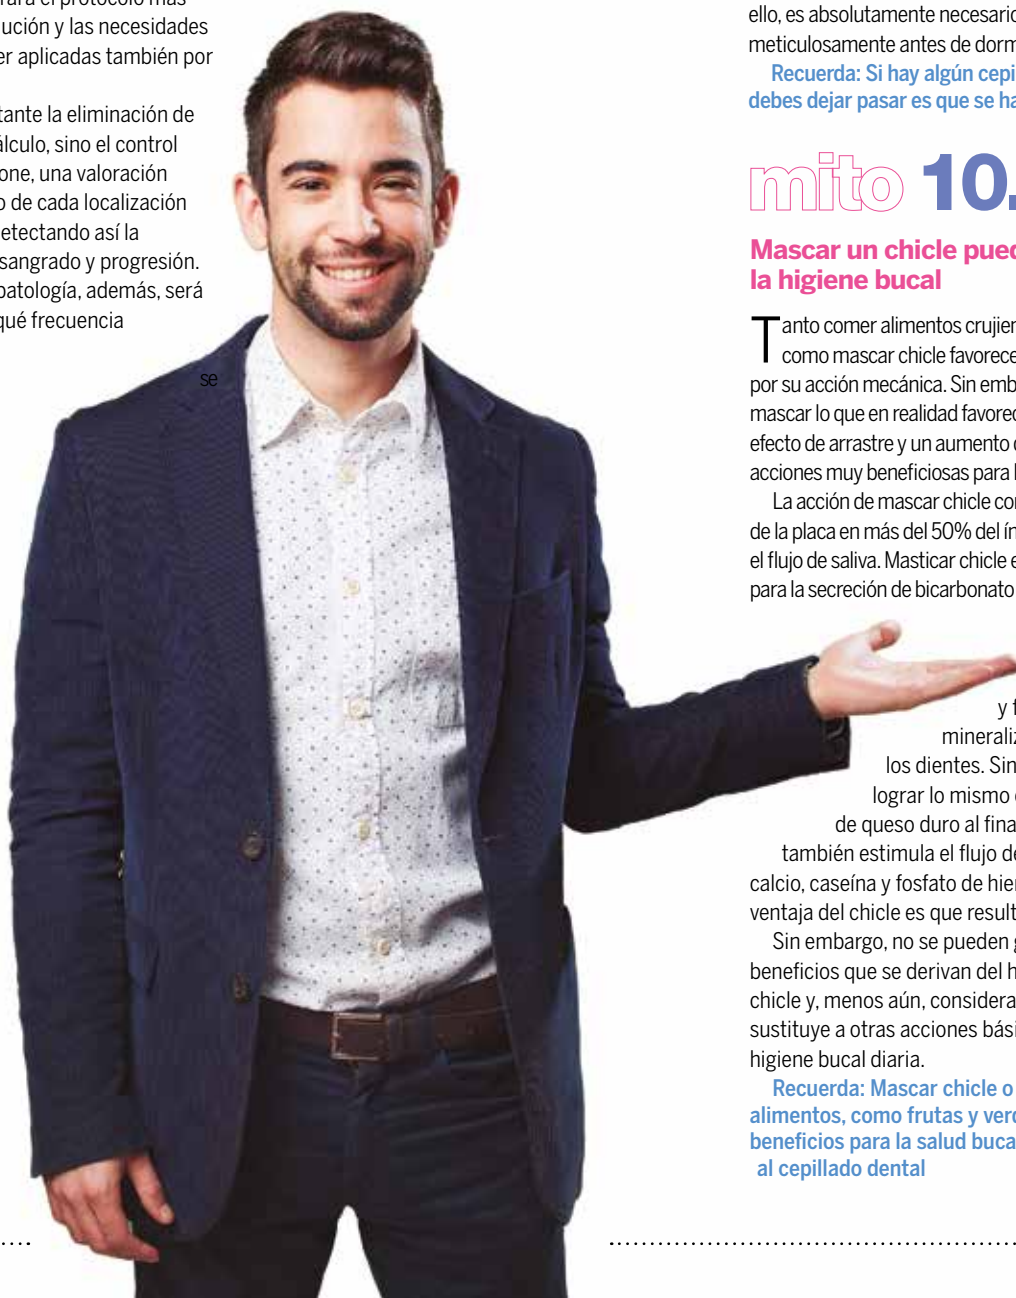 ución y las necesidades
er aplicadas también por
tante la eliminación de
álculo, sino el control
one, una valoración
o de cada localización
etectando así la
sangrado y progresión.
patología, además, será
qué frecuencia
se
ello, es absolutamente necesario
meticulosamente antes de dorm
Recuerda: Si hay algún cepi
debes dejar pasar es que se ha
mito 10.
Mascar un chicle pued
la higiene bucal
Tanto comer alimentos crujien
como mascar chicle favorece
por su acción mecánica. Sin emb
mascar lo que en realidad favorec
efecto de arrastre y un aumento
acciones muy beneficiosas para l
La acción de mascar chicle co
de la placa en más del 50% del ín
el flujo de saliva. Masticar chicle e
para la secreción de bicarbonato
y f
mineraliz
los dientes. Sin
lograr lo mismo
de queso duro al fina
también estimula el flujo de
calcio, caseína y fosfato de hier
ventaja del chicle es que result
Sin embargo, no se pueden
beneficios que se derivan del h
chicle y, menos aún, considera
sustituye a otras acciones bási
higiene bucal diaria.
Recuerda: Mascar chicle o
alimentos, como frutas y verd
beneficios para la salud buca
al cepillado dental